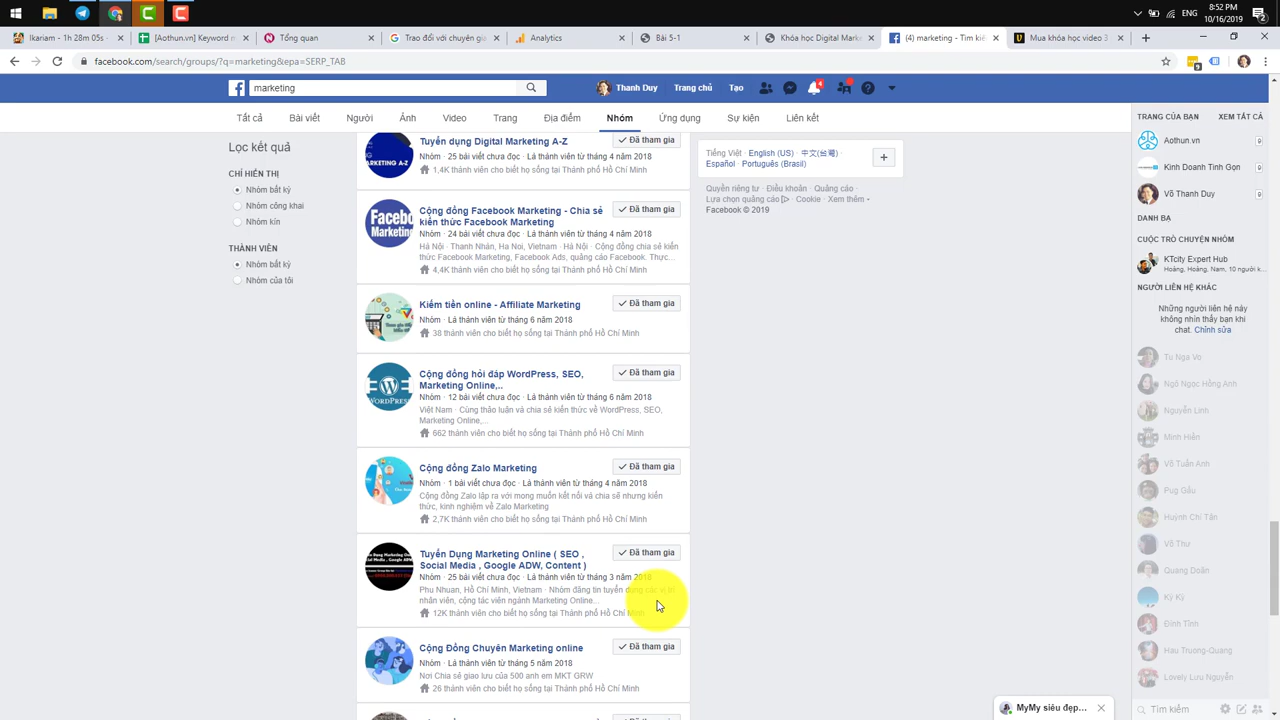 8:52 PM
ENG
10/16/2019
2
Ikariam - 1h 28m 05s -
[Aothun.vn] Keyword m
Tổng quan
Trao đổi với chuyên gia
Analytics
Bài 5-1
Khóa học Digital Marke
(4) marketing - Tìm kiế
Mua khóa học video 3
facebook.com/search/groups/?q=marketing&epa=SERP_TAB
marketing
Thanh Duy
Trang chủ
Tạo
4
Tất cả
Bài viết
Người
Ảnh
Video
Trang
Địa điểm
Nhóm
Ứng dụng
Sự kiện
Liên kết
Lọc kết quả
CHỈ HIỂN THỊ
Nhóm bất kỳ
Nhóm công khai
Nhóm kín
THÀNH VIÊN
Nhóm bất kỳ
Nhóm của tôi
ARKETING A-Z
Tuyển dụng Digital Marketing A-Z
Đã tham gia
Nhóm · 25 bài viết chưa đọc · Là thành viên từ tháng 4 năm 2018
1,4K thành viên cho biết họ sống tại Thành phố Hồ Chí Minh
Facebo
Marketin
Cộng đồng Facebook Marketing - Chia sẻ
kiến thức Facebook Marketing
Đã tham gia
Nhóm · 24 bài viết chưa đọc · Là thành viên từ tháng 4 năm 2018
Hà Nội · Thanh Nhàn, Ha Noi, Vietnam · Hà Nội · Cộng đồng chia sẻ kiến
thức Facebook Marketing, Facebook Ads, quảng cáo Facebook. Thực...
4,4K thành viên cho biết họ sống tại Thành phố Hồ Chí Minh
Kiếm tiền online - Affiliate Marketing
Đã tham gia
Nhóm · Là thành viên từ tháng 6 năm 2018
38 thành viên cho biết họ sống tại Thành phố Hồ Chí Minh
WORDPRESS
Cộng đồng hỏi đáp WordPress, SEO,
Marketing Online,..
Đã tham gia
Nhóm · 12 bài viết chưa đọc · Là thành viên từ tháng 6 năm 2018
Việt Nam · Cùng thảo luận và chia sẻ kiến thức về WordPress, SEO,
Marketing Online,...
662 thành viên cho biết họ sống tại Thành phố Hồ Chí Minh
Cộng đồng Zalo Marketing
Đã tham gia
Nhóm · 1 bài viết chưa đọc · Là thành viên từ tháng 4 năm 2018
Cộng đồng Zalo lập ra với mong muốn kết nối và chia sẻ những kiến
thức, kinh nghiệm về Zalo Marketing
2,7K thành viên cho biết họ sống tại Thành phố Hồ Chí Minh
Tuyển Dụng Marketing Online ( SEO ,
Social Media , Google ADW, Content )
Đã tham gia
Nhóm · 25 bài viết chưa đọc · Là thành viên từ tháng 3 năm 2018
Phu Nhuan, Hồ Chí Minh, Vietnam · Nhóm đăng tin tuyển dụng các vị trí
nhân viên, cộng tác viên ngành Marketing Online...
12K thành viên cho biết họ sống tại Thành phố Hồ Chí Minh
Cộng Đồng Chuyên Marketing online
Đã tham gia
Nhóm · Là thành viên từ tháng 5 năm 2018
Nơi Chia sẻ giao lưu của 500 anh em MKT GRW
26 thành viên cho biết họ sống tại Thành phố Hồ Chí Minh
Tiếng Việt · English (US) · 中文(台灣) ·
Español · Português (Brasil)
Quyền riêng tư · Điều khoản · Quảng cáo ·
Lựa chọn quảng cáo · Cookie · Xem thêm
Facebook © 2019
TRANG CỦA BẠN
XEM TẤT CẢ
Aothun.vn
Kinh Doanh Tinh Gọn
Võ Thanh Duy
DANH BẠ
CUỘC TRÒ CHUYỆN NHÓM
KTcity Expert Hub
Hoàng, Hoàng, Nam, 10 người k...
NGƯỜI LIÊN HỆ KHÁC
Những người liên hệ này
không nhìn thấy bạn khi
chat. Chỉnh sửa
Tu Nga Vo
Ngô Ngọc Hồng Anh
Nguyễn Linh
Minh Hiền
Võ Tuấn Anh
Pug Gấu
Huỳnh Chí Tân
Võ Thư
Quang Doãn
Kỳ Kỳ
Đình Tĩnh
Hau Truong-Quang
Lovely Lưu Nguyễn
Tìm kiếm
MyMy siêu đẹp...